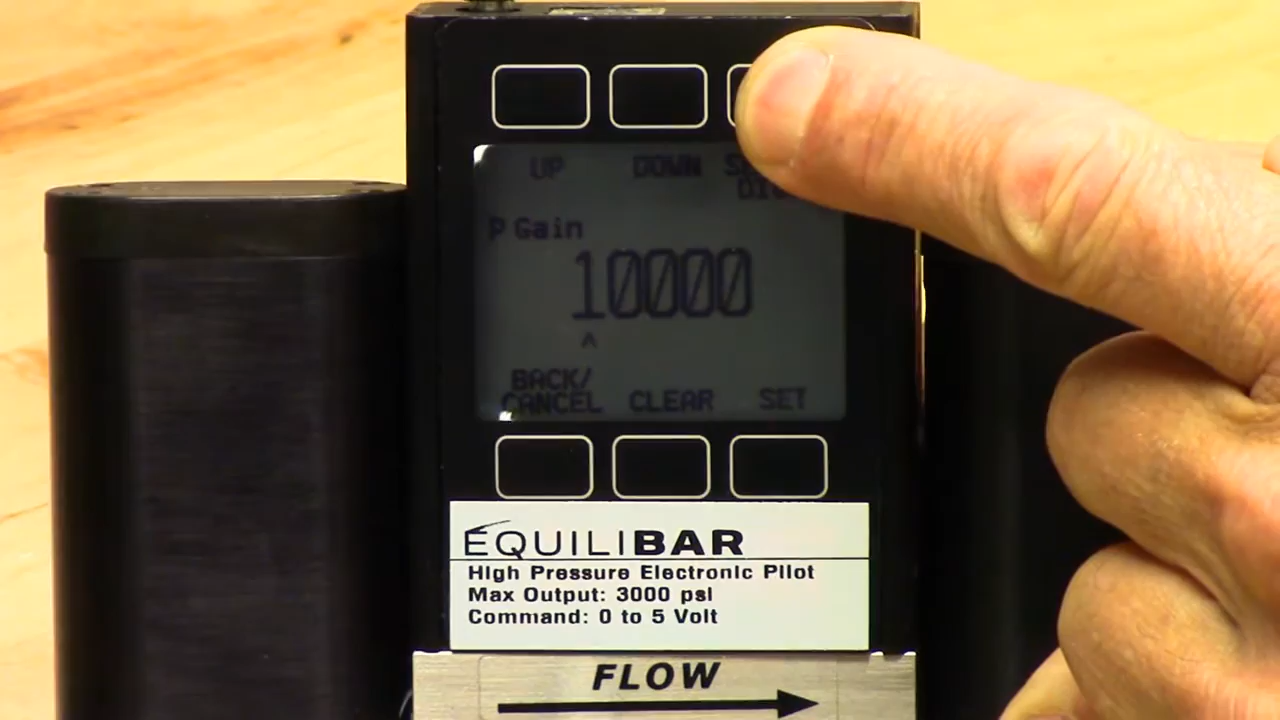 UP DOWN
P Gain
10000
^
BACK/
CANCEL CLEAR SET
EQUILIBAR
High Pressure Electronic Pilot
Max Output: 3000 psi
Command: 0 to 5 Volt
FLOW